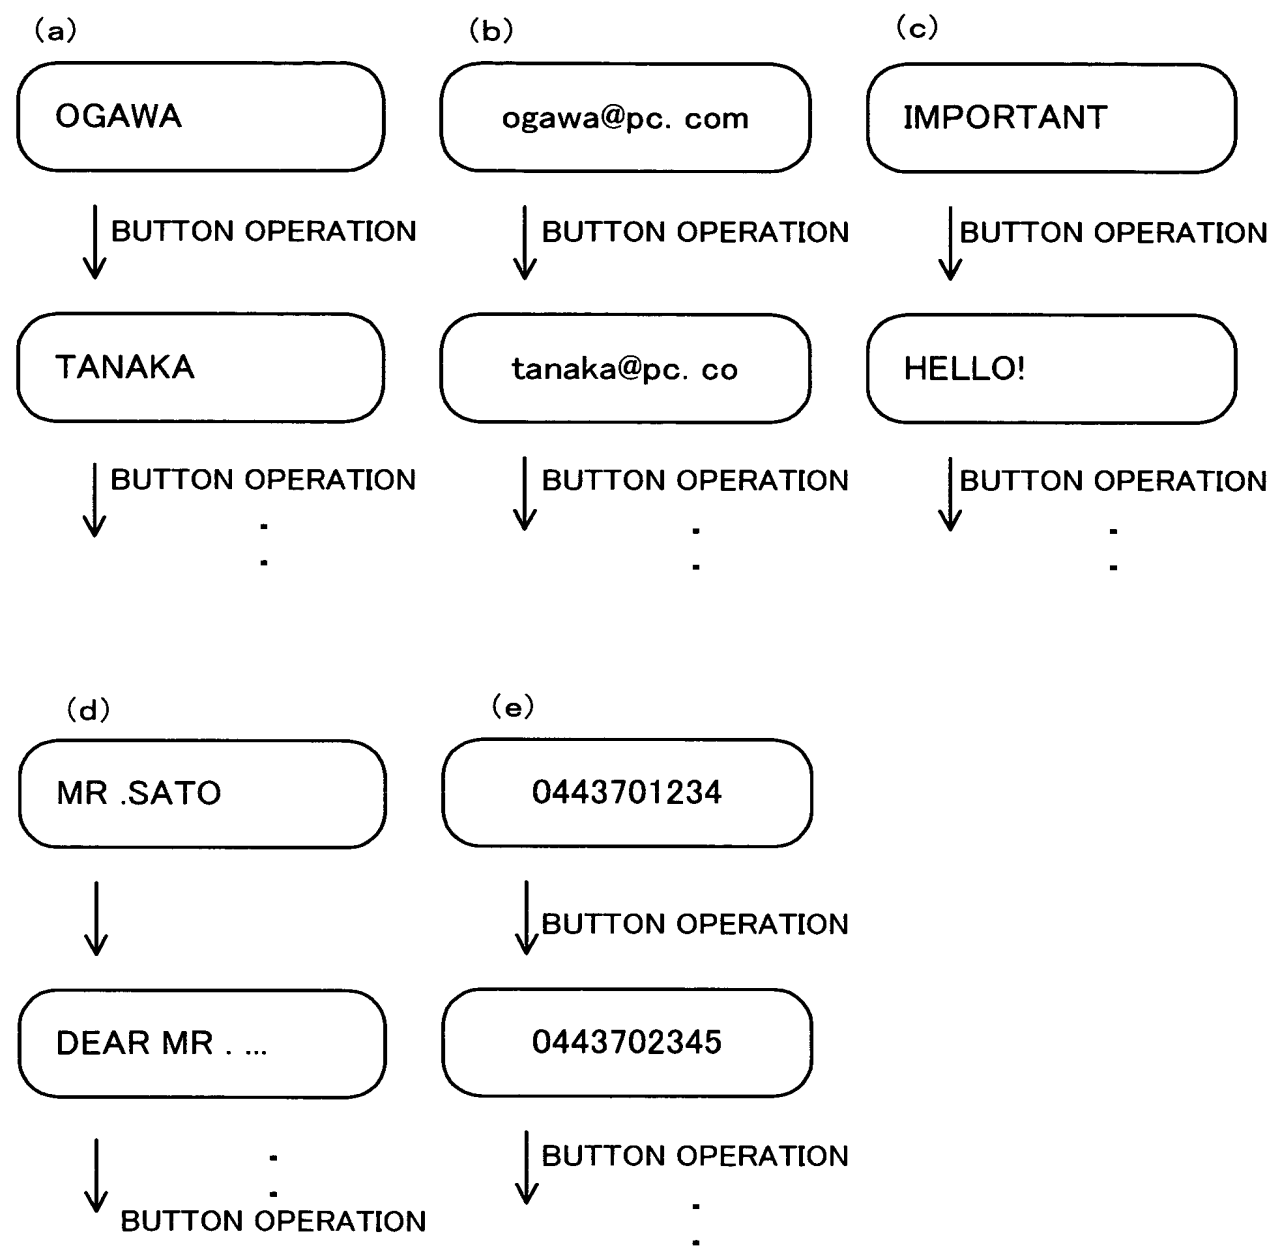 (a)
OGAWA
BUTTON OPERATION
TANAKA
BUTTON OPERATION
(b)
ogawa@pc. com
BUTTON OPERATION
tanaka@pc. co
BUTTON OPERATION
(c)
IMPORTANT
BUTTON OPERATION
HELLO!
BUTTON OPERATION
(d)
MR .SATO
DEAR MR . ...
BUTTON OPERATION
(e)
0443701234
BUTTON OPERATION
0443702345
BUTTON OPERATION